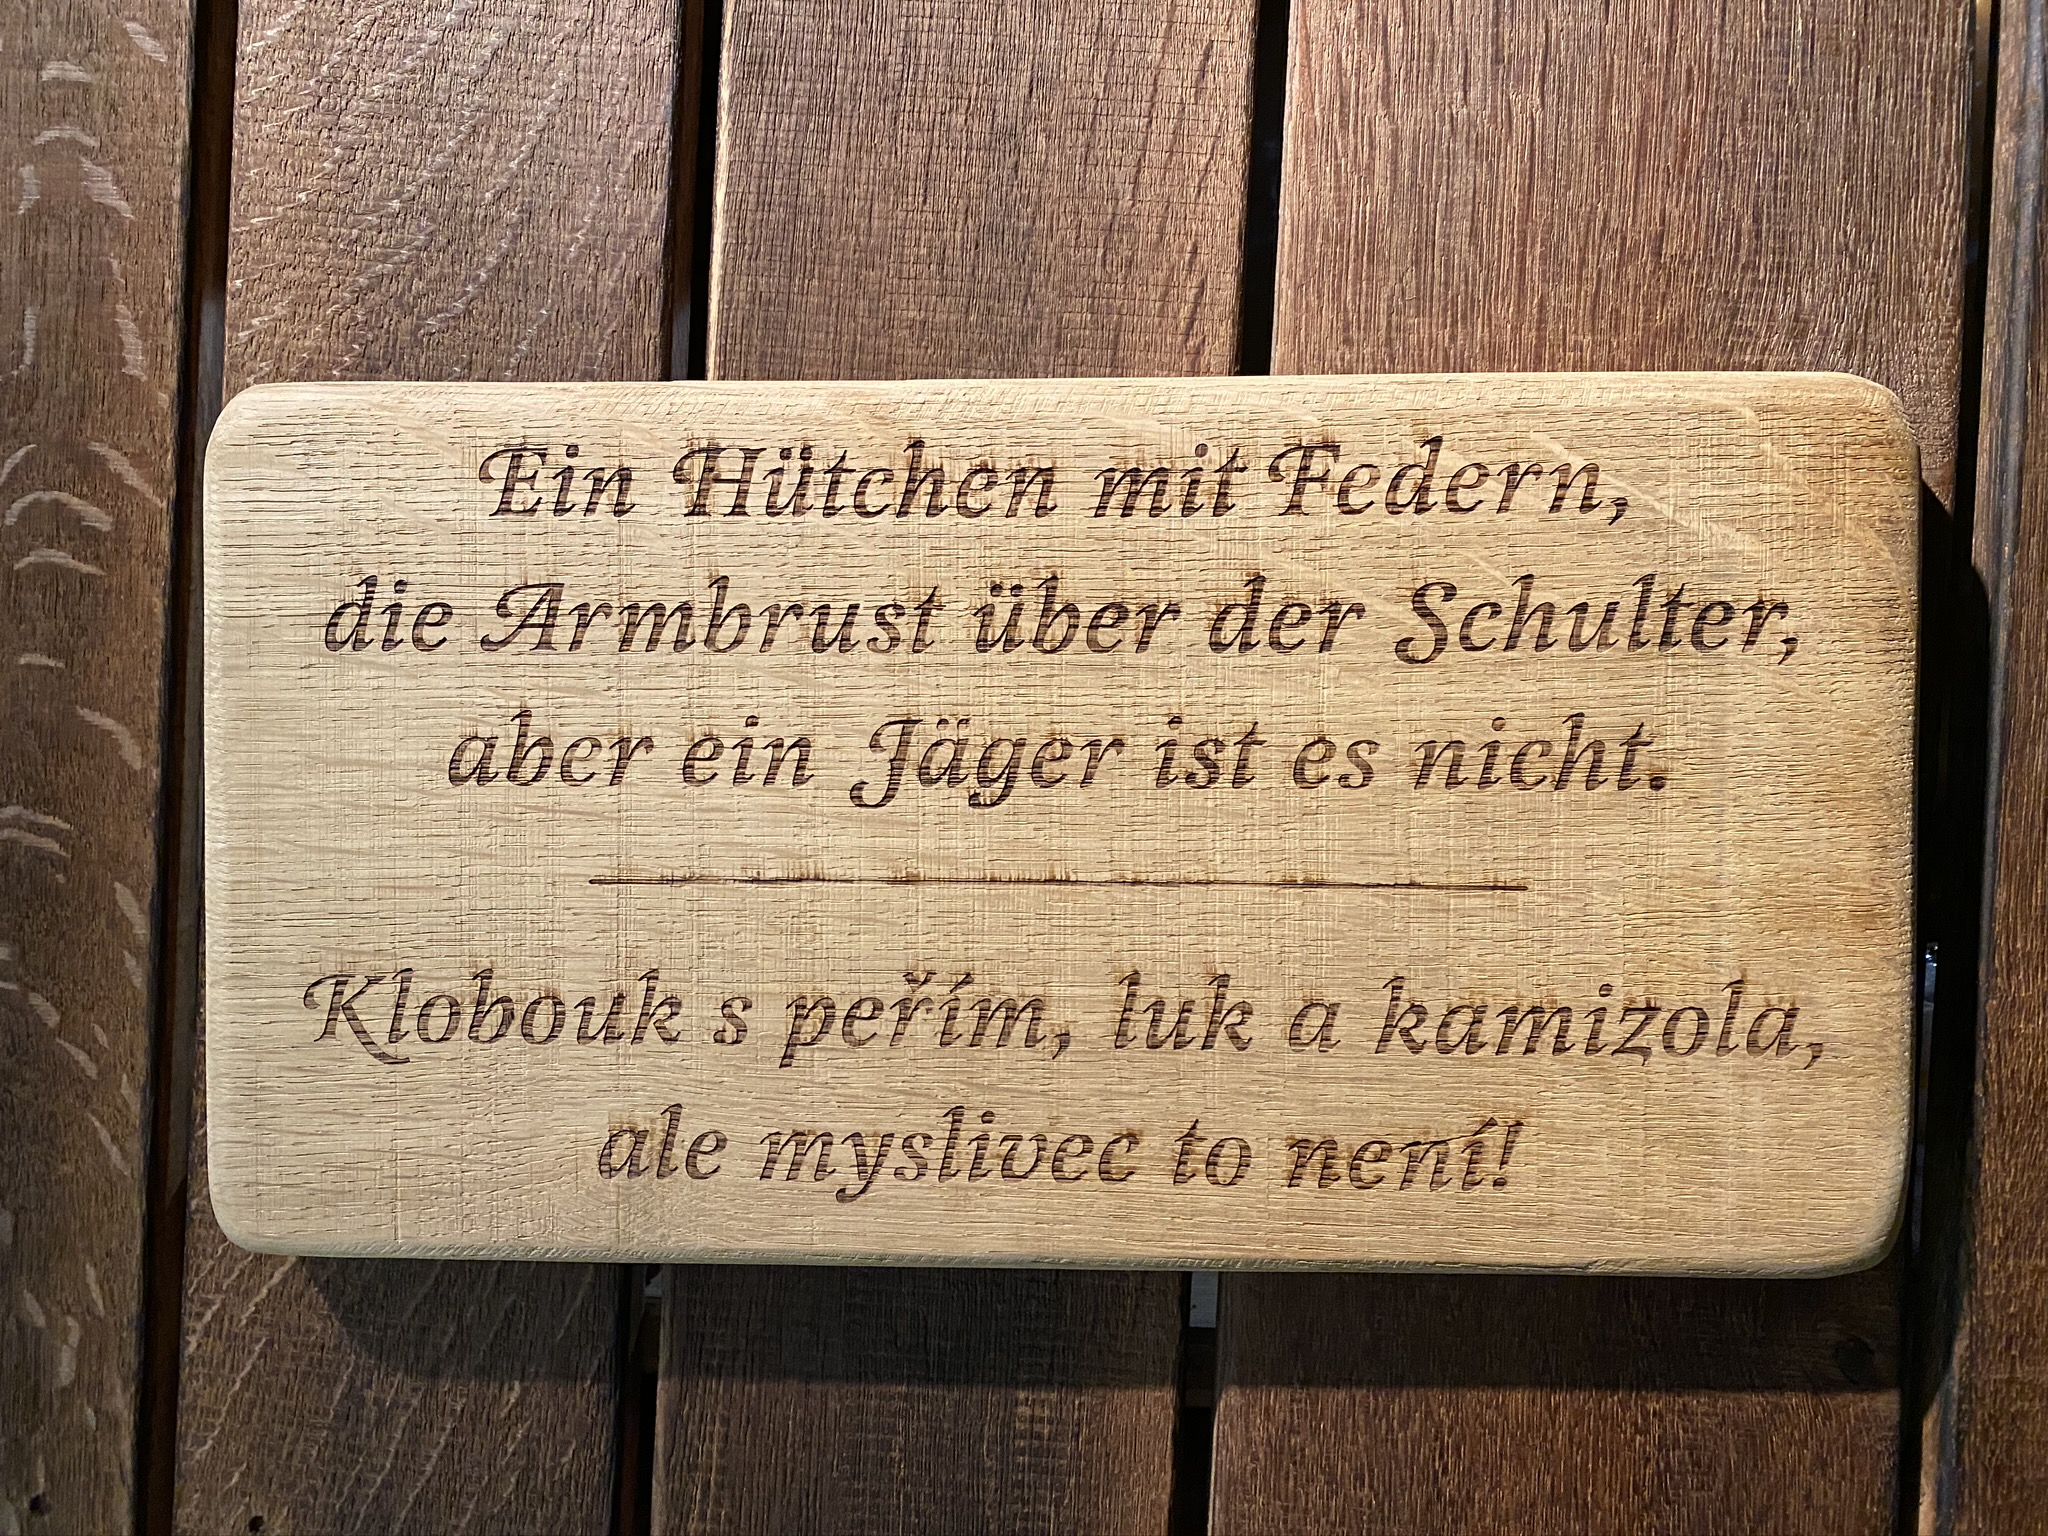 Ein Hütchen mit Federn,
die Armbrust über der Schulter,
aber ein Jäger ist es nicht.
Klobouk s peřím, luk a kamizola,
ale myslivec to není!